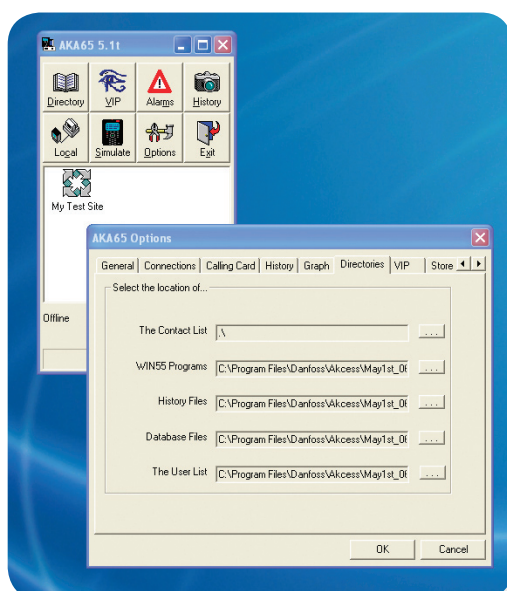 AKA65 5.1t
Directory VIP Alarms History
Local Simulate Options Exit
My Test Site
Offline
AKA65 Options
General Connections Calling Card History Graph Directories VIP Store
Select the location of...
The Contact List .\ ...
WIN55 Programs C:\Program Files\Danfoss\Akcess\May1st_0 ...
History Files C:\Program Files\Danfoss\Akcess\May1st_0 ...
Database Files C:\Program Files\Danfoss\Akcess\May1st_0 ...
The User List C:\Program Files\Danfoss\Akcess\May1st_0 ...
OK Cancel